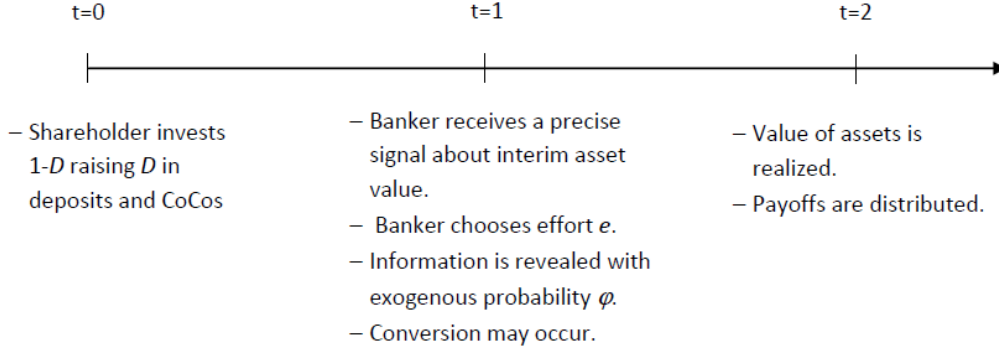 t=0
t=1
t=2
– Shareholder invests
1-D raising D in
deposits and CoCos
– Banker receives a precise
signal about interim asset
value.
– Banker chooses effort e.
– Information is revealed with
exogenous probability φ.
– Conversion may occur.
– Value of assets is
realized.
– Payoffs are distributed.